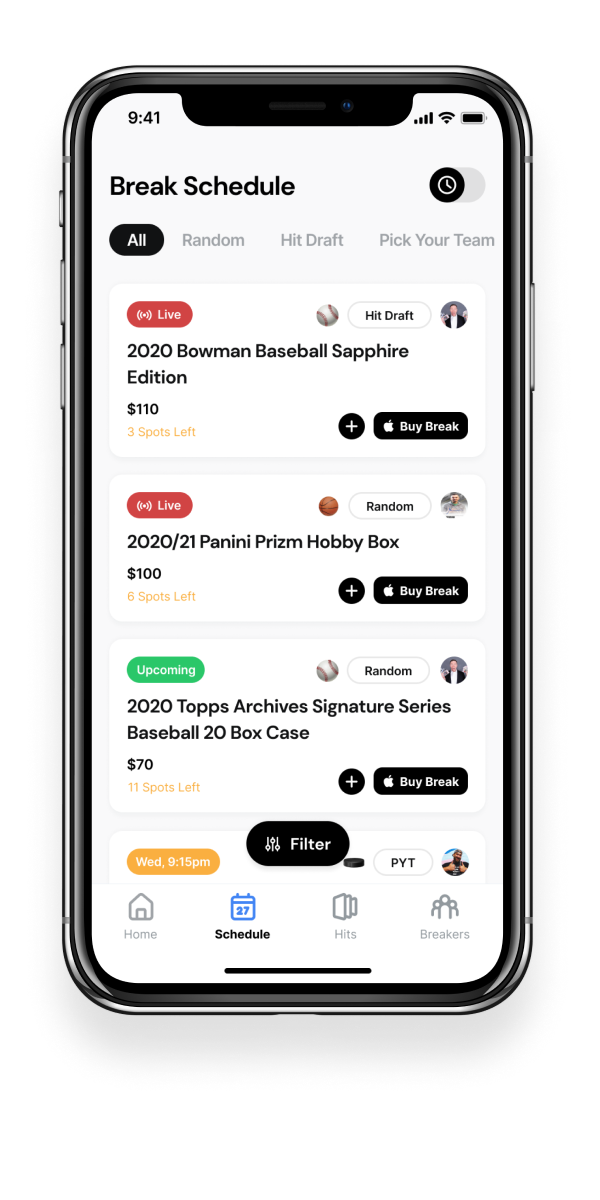 9:41
Break Schedule
All Random Hit Draft Pick Your Team
Live Hit Draft
2020 Bowman Baseball Sapphire
Edition
$110
3 Spots Left
Buy Break
Live Random
2020/21 Panini Prizm Hobby Box
$100
6 Spots Left
Buy Break
Upcoming Random
2020 Topps Archives Signature Series
Baseball 20 Box Case
$70
11 Spots Left
Buy Break
Filter
Wed, 9:15pm PYT
27
Home Schedule Hits Breakers